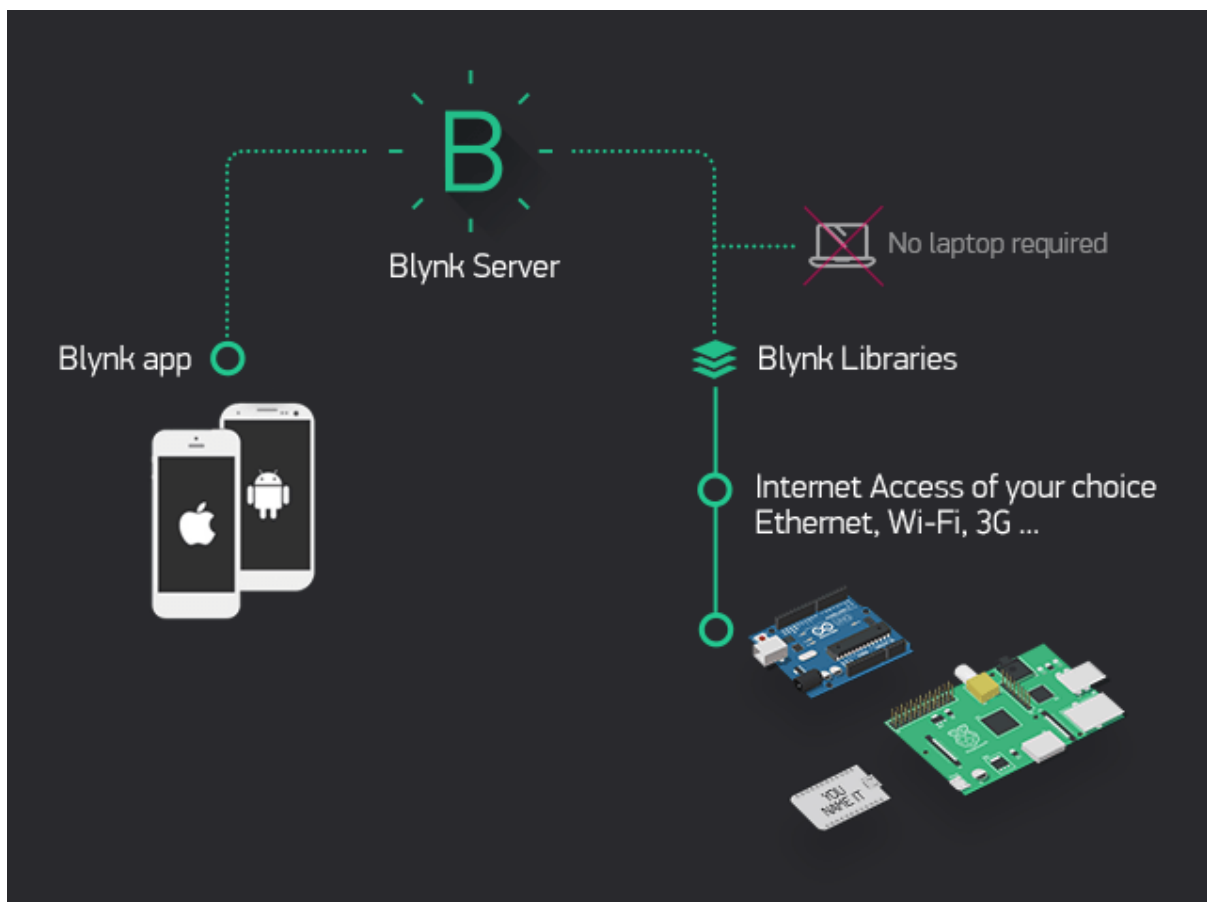 B
Blynk Server
No laptop required
Blynk app
Blynk Libraries
Internet Access of your choice
Ethernet, Wi-Fi, 3G ...
YOU
NAME IT